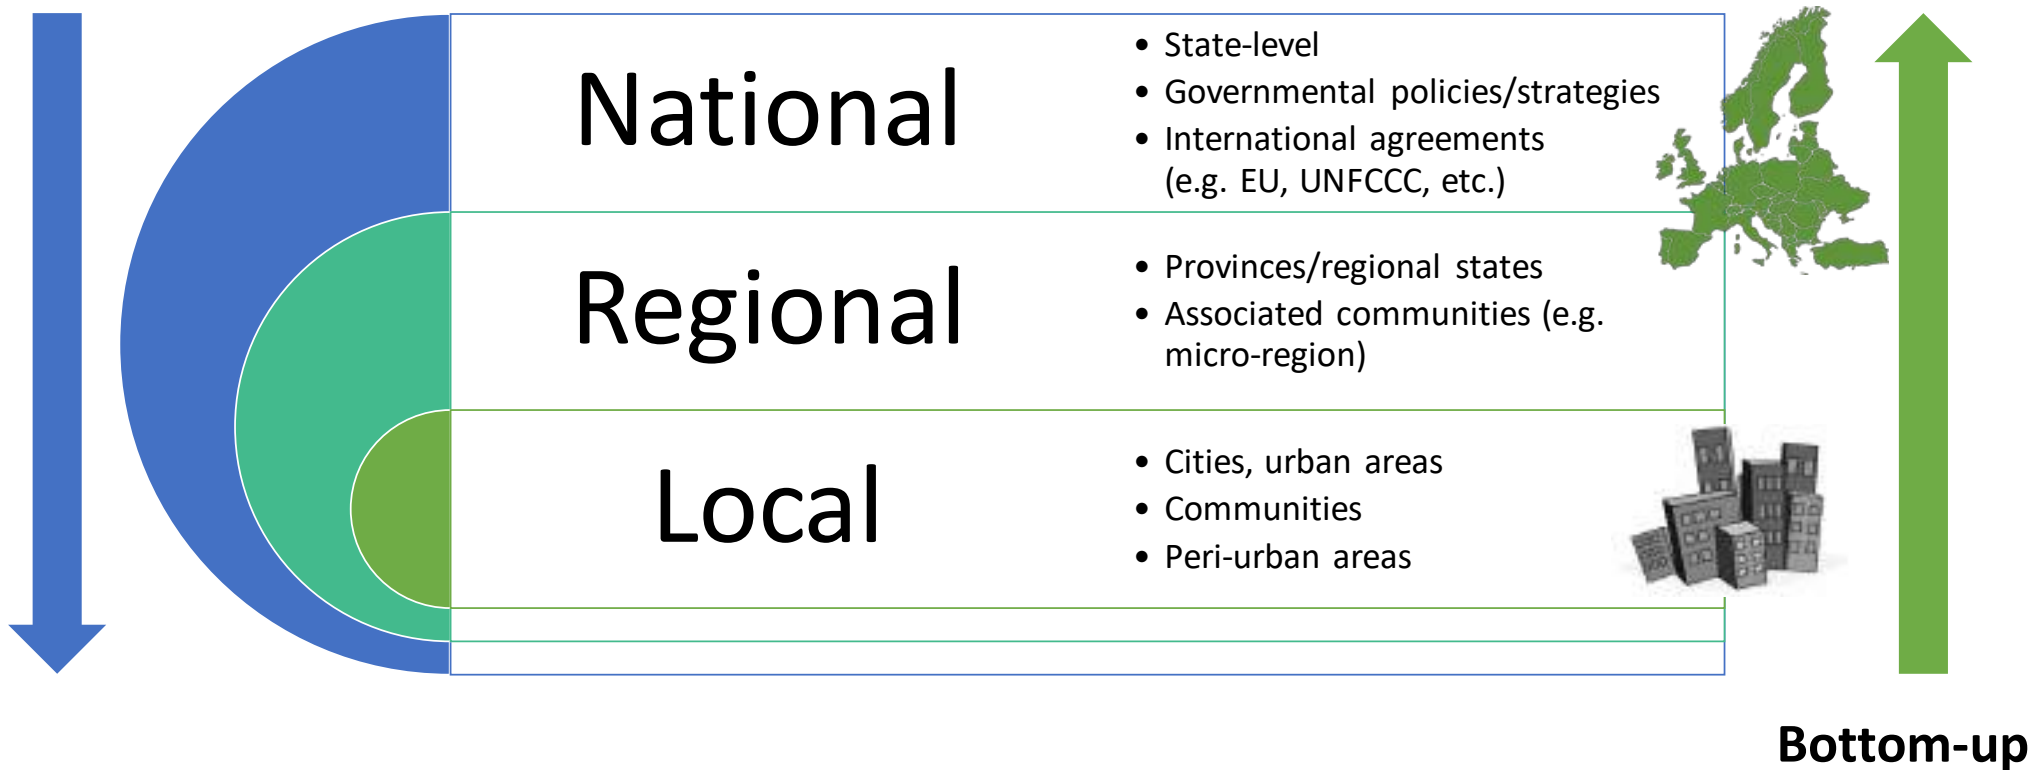 National
• State-level
• Governmental policies/strategies
• International agreements
(e.g. EU, UNFCCC, etc.)
Regional
• Provinces/regional states
• Associated communities (e.g.
micro-region)
Local
• Cities, urban areas
• Communities
• Peri-urban areas
Bottom-up